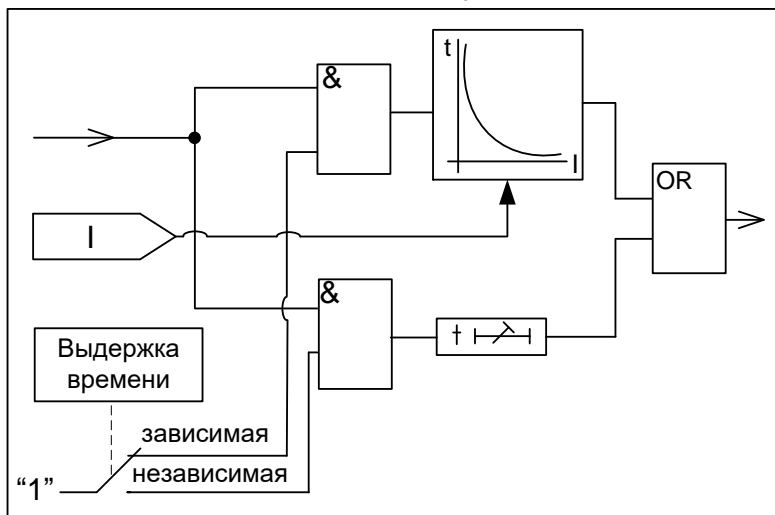 &
t
I
OR
I
&
t
Выдержка
времени
зависимая
независимая
“1”